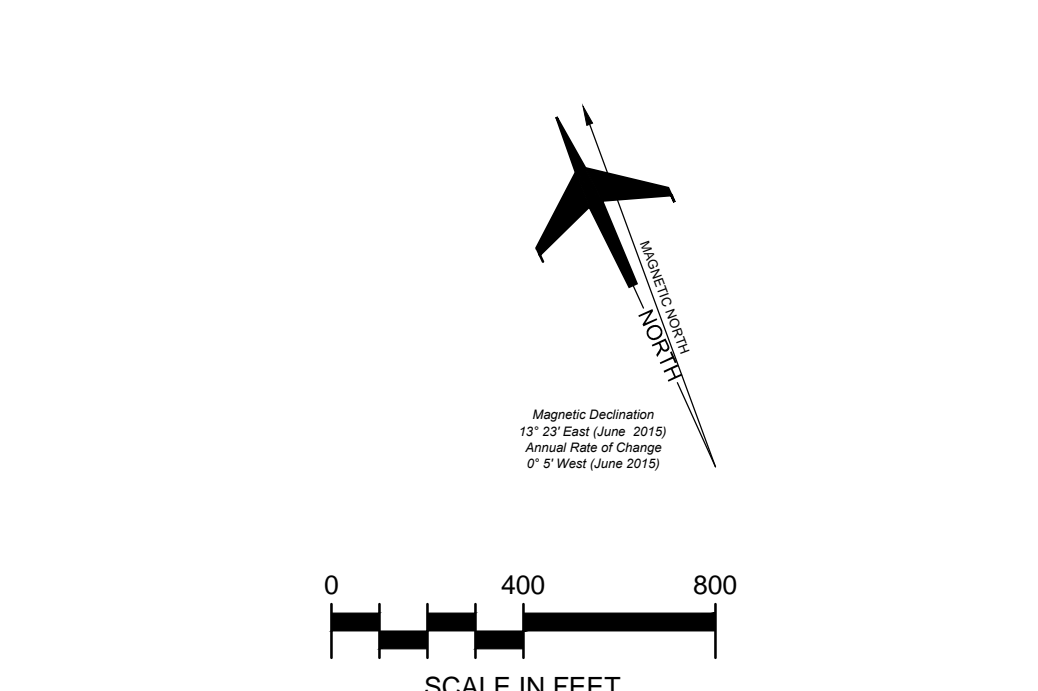 MAGNETIC NORTH
NORTH
Magnetic Declination
13° 23' East (June  2015)
Annual Rate of Change
0° 5' West (June 2015)
0 400 800
SCALE IN FEET